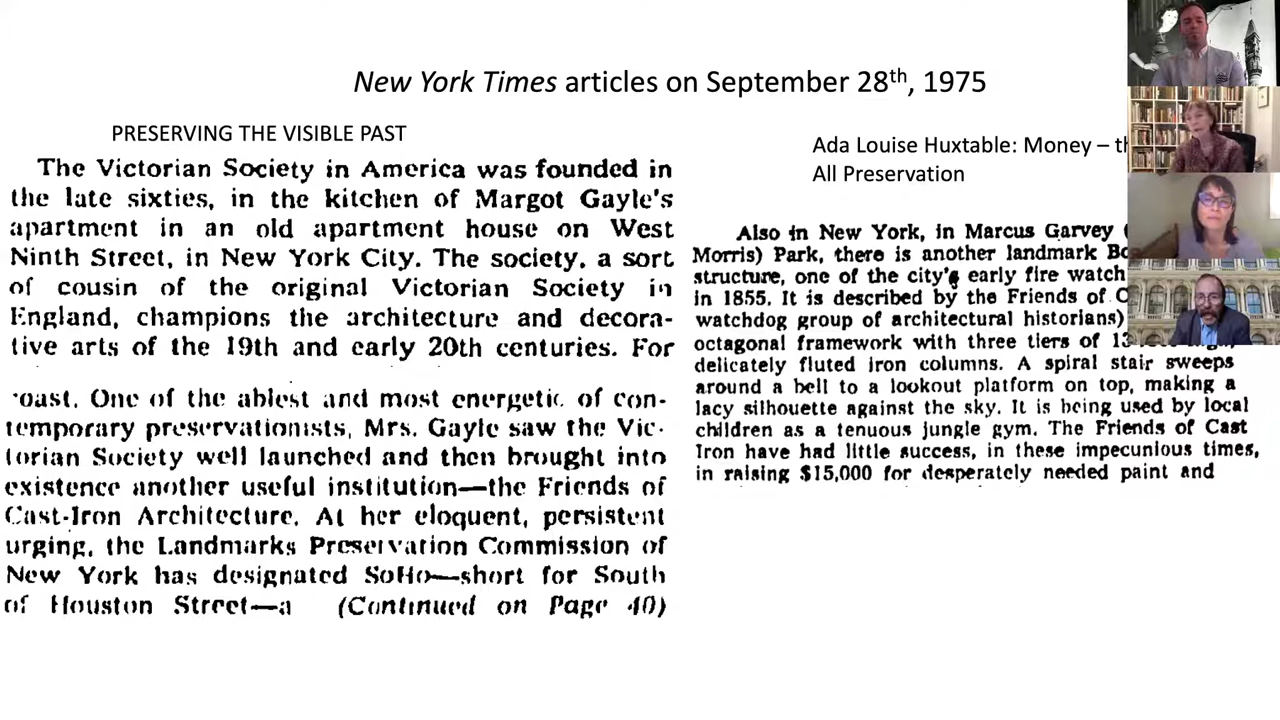 New York Times articles on September 28th, 1975
PRESERVING THE VISIBLE PAST
The Victorian Society in America was founded in
the late sixties, in the kitchen of Margot Gayle's
apartment in an old apartment house on West
Ninth Street, in New York City. The society, a sort
of cousin of the original Victorian Society in
England, champions the architecture and decora-
tive arts of the 19th and early 20th centuries. For
One of the ablest and most energetic of con-
temporary preservationists, Mrs. Gayle saw the Vic-
torian Society well launched and then brought into
existence another useful institution—the Friends of
Cast-Iron Architecture. At her eloquent, persistent
urging, the Landmarks Preservation Commission of
New York has designated SoHo—short for South
of Houston Street—a (Continued on Page 40)
Ada Louise Huxtable: Money –
All Preservation
Also in New York, in Marcus Garvey
Morris) Park, there is another landmark
structure, one of the city's early fire
in 1855. It is described by the Friends of
watchdog group of architectural historians)
octagonal framework with three tiers of
delicately fluted iron columns. A spiral stair sweeps
around a bell to a lookout platform on top, making a
lacy silhouette against the sky. It is being used by local
children as a tenuous jungle gym. The Friends of Cast
Iron have had little success, in these impecunious times,
in raising $15,000 for desperately needed paint and